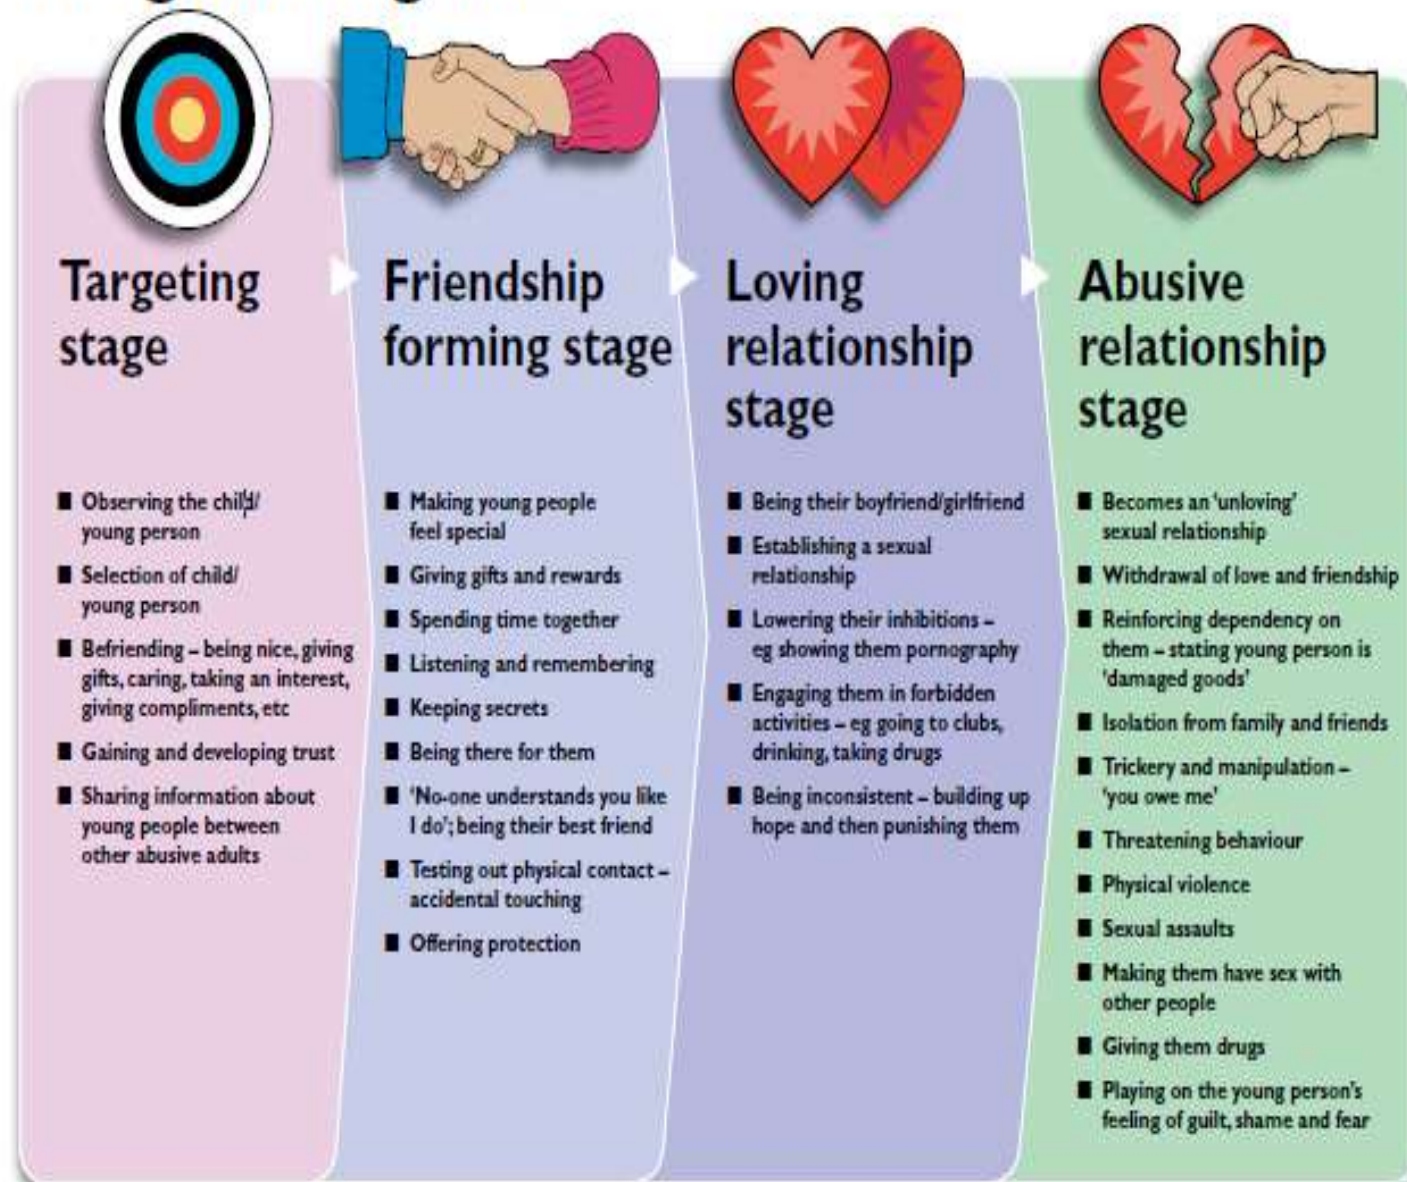 Targeting
stage
■ Observing the child/
young person
■ Selection of child/
young person
■ Befriending – being nice, giving
gifts, caring, taking an interest,
giving compliments, etc
■ Gaining and developing trust
■ Sharing information about
young people between
other abusive adults
Friendship
forming stage
■ Making young people
feel special
■ Giving gifts and rewards
■ Spending time together
■ Listening and remembering
■ Keeping secrets
■ Being there for them
■ ‘No-one understands you like
I do’; being their best friend
■ Testing out physical contact –
accidental touching
■ Offering protection
Loving
relationship
stage
■ Being their boyfriend/girlfriend
■ Establishing a sexual
relationship
■ Lowering their inhibitions –
eg showing them pornography
■ Engaging them in forbidden
activities – eg going to clubs,
drinking, taking drugs
■ Being inconsistent – building up
hope and then punishing them
Abusive
relationship
stage
■ Becomes an ‘unloving’
sexual relationship
■ Withdrawal of love and friendship
■ Reinforcing dependency on
them – stating young person is
‘damaged goods’
■ Isolation from family and friends
■ Trickery and manipulation –
‘you owe me’
■ Threatening behaviour
■ Physical violence
■ Sexual assaults
■ Making them have sex with
other people
■ Giving them drugs
■ Playing on the young person’s
feeling of guilt, shame and fear